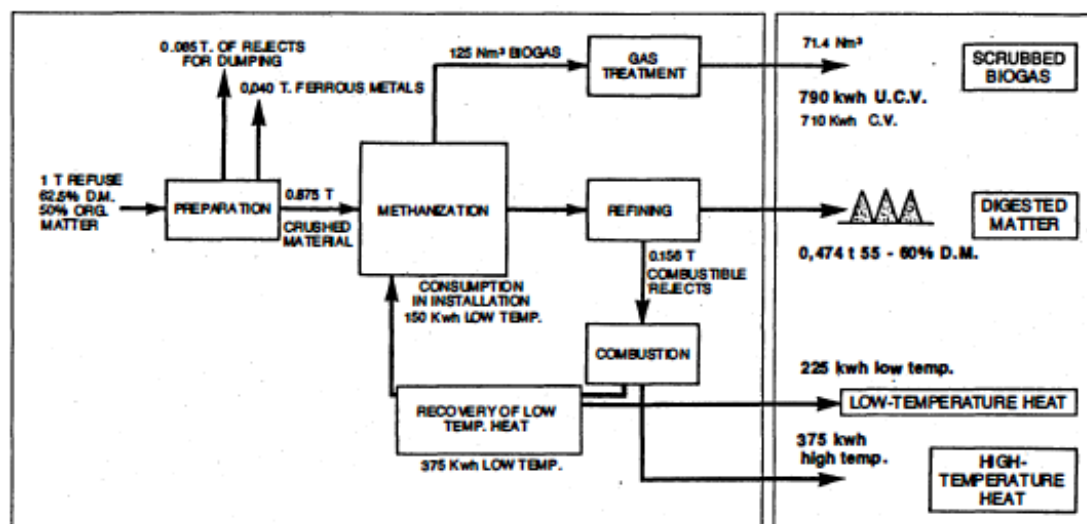 0.085 T. OF REJECTS
FOR DUMPING
0,040 T. FERROUS METALS
125 Nm³ BIOGAS
GAS
TREATMENT
71.4 Nm³
SCRUBBED
BIOGAS
790 kwh U.C.V.
710 Kwh C.V.
1 T REFUSE
62.5% D.M.
50% ORG.
MATTER
PREPARATION
0.875 T
CRUSHED
MATERIAL
METHANIZATION
REFINING
DIGESTED
MATTER
0,474 t 55 - 60% D.M.
0.156 T
COMBUSTIBLE
REJECTS
CONSUMPTION
IN INSTALLATION
150 Kwh LOW TEMP.
COMBUSTION
RECOVERY OF LOW
TEMP. HEAT
375 Kwh LOW TEMP.
225 kwh low temp.
LOW-TEMPERATURE HEAT
375 kwh
high temp.
HIGH-
TEMPERATURE
HEAT